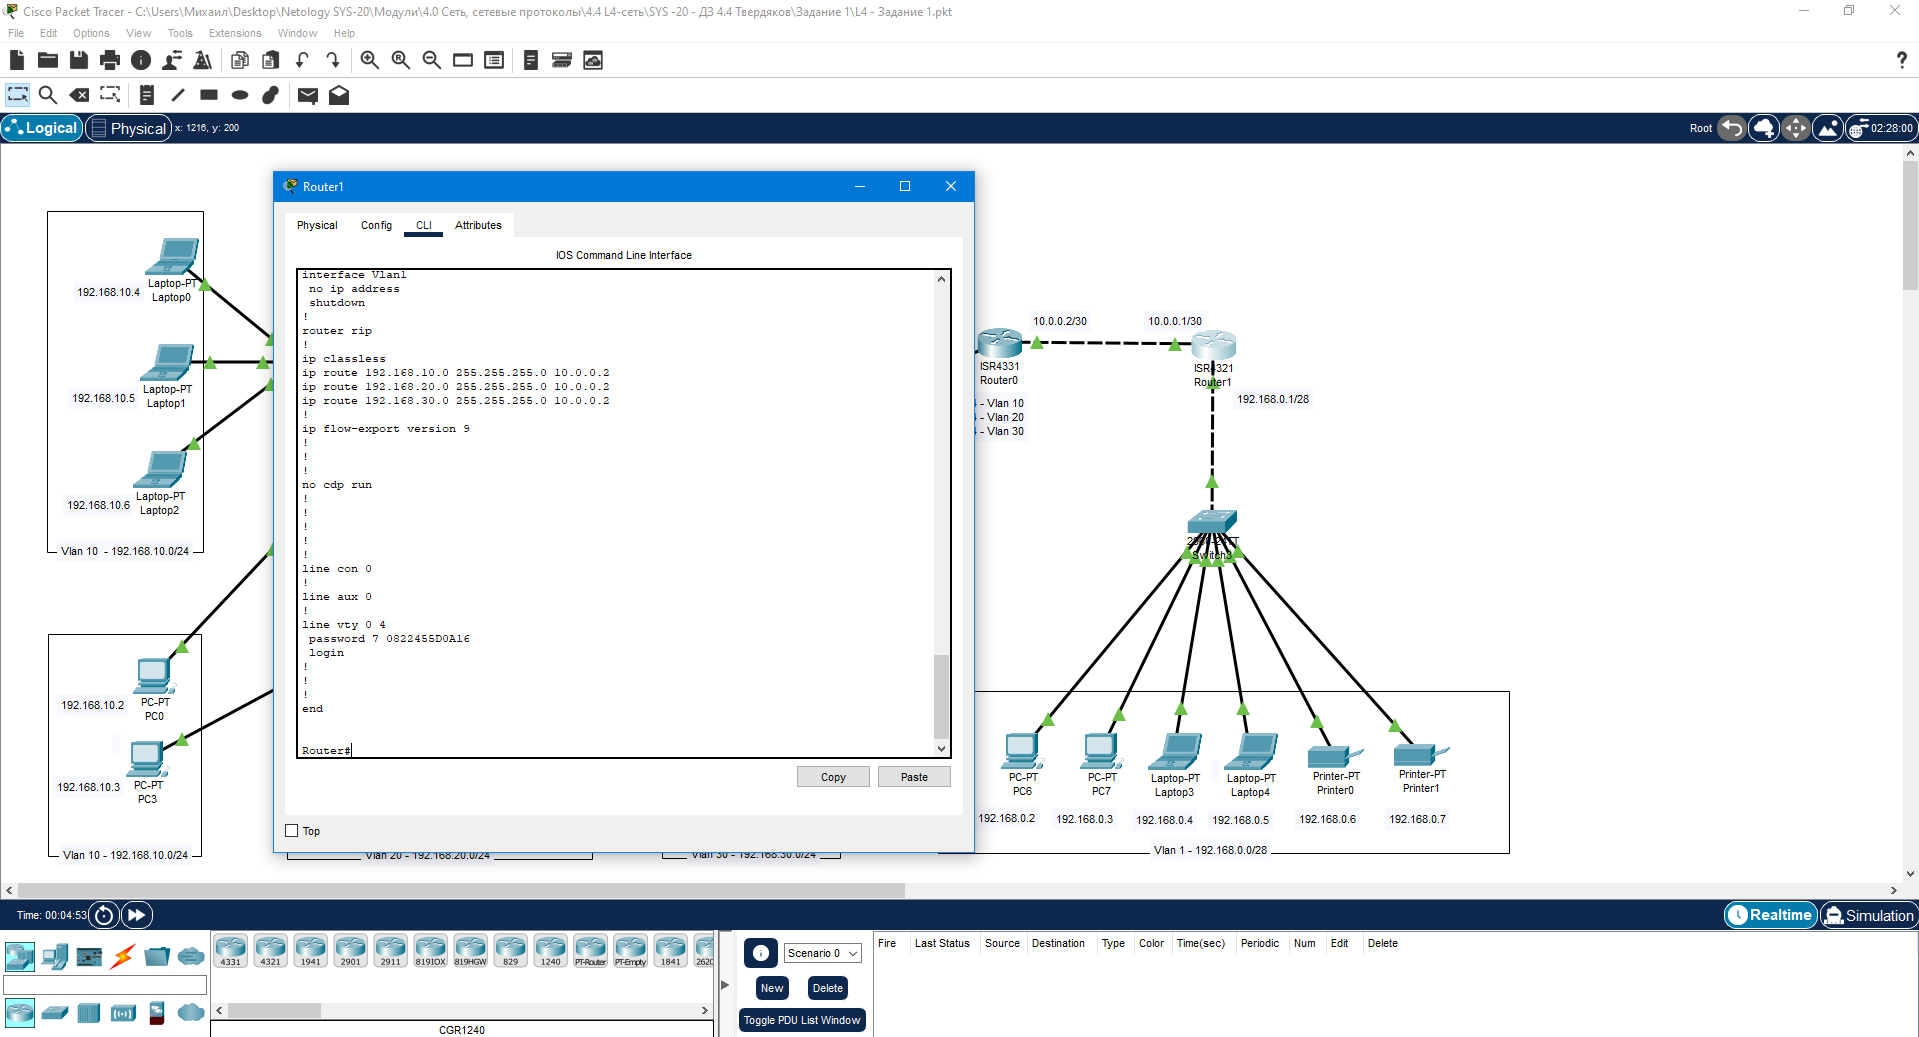 Cisco Packet Tracer - C:\Users\Михаил\Desktop\Netology SYS-20\Модули\4.0 Сеть, сетевые протоколы\4.4 L4-сеть\SYS -20 - ДЗ 4.4 Твердяков\Задание 1\L4 - Задание 1.pkt
File Edit Options View Tools Extensions Window Help
Logical Physical x: 1216, y: 200 Root 02:28:00
Router1
Physical Config CLI Attributes
IOS Command Line Interface
interface Vlan1
no ip address
shutdown
!
router rip
!
ip classless
ip route 192.168.10.0 255.255.255.0 10.0.0.2
ip route 192.168.20.0 255.255.255.0 10.0.0.2
ip route 192.168.30.0 255.255.255.0 10.0.0.2
!
ip flow-export version 9
!
!
!
no cdp run
!
!
!
!
!
line con 0
!
line aux 0
!
line vty 0 4
password 7 0822455D0A16
login
!
!
!
end
Router#
Copy Paste
Top
Laptop-PT
Laptop0
192.168.10.4
Laptop-PT
Laptop1
192.168.10.5
Laptop-PT
Laptop2
192.168.10.6
Vlan 10 - 192.168.10.0/24
192.168.10.2
PC-PT
PC0
192.168.10.3
PC-PT
PC3
Vlan 10 - 192.168.10.0/24
Vlan 20 - 192.168.20.0/24
Vlan 30 - 192.168.30.0/24
10.0.0.2/30
10.0.0.1/30
ISR4331
Router0
- Vlan 10
- Vlan 20
- Vlan 30
ISR4321
Router1
192.168.0.1/28
Switch3
PC-PT
PC6
PC-PT
PC7
Laptop-PT
Laptop3
Laptop-PT
Laptop4
Printer-PT
Printer0
Printer-PT
Printer1
192.168.0.2 192.168.0.3 192.168.0.4 192.168.0.5 192.168.0.6 192.168.0.7
Vlan 1 - 192.168.0.0/28
Time: 00:04:53
Realtime Simulation
4331 4321 1941 2901 2911 819IOX 819HGW 829 1240 PT-Router PT-Empty 1841 2620
CGR1240
Scenario 0
New Delete
Toggle PDU List Window
Fire Last Status Source Destination Type Color Time(sec) Periodic Num Edit Delete